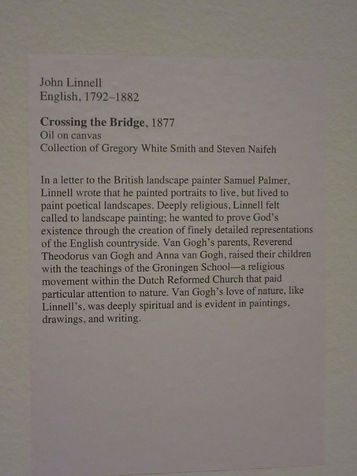 John Linnell
English, 1792–1882
Crossing the Bridge, 1877
Oil on canvas
Collection of Gregory White Smith and Steven Naifeh
In a letter to the British landscape painter Samuel Palmer,
Linnell wrote that he painted portraits to live, but lived to
paint poetical landscapes. Deeply religious, Linnell felt
called to landscape painting; he wanted to prove God's
existence through the creation of finely detailed representations
of the English countryside. Van Gogh's parents, Reverend
Theodorus van Gogh and Anna van Gogh, raised their children
with the teachings of the Groningen School—a religious
movement within the Dutch Reformed Church that paid
particular attention to nature. Van Gogh's love of nature, like
Linnell's, was deeply spiritual and is evident in paintings,
drawings, and writing.